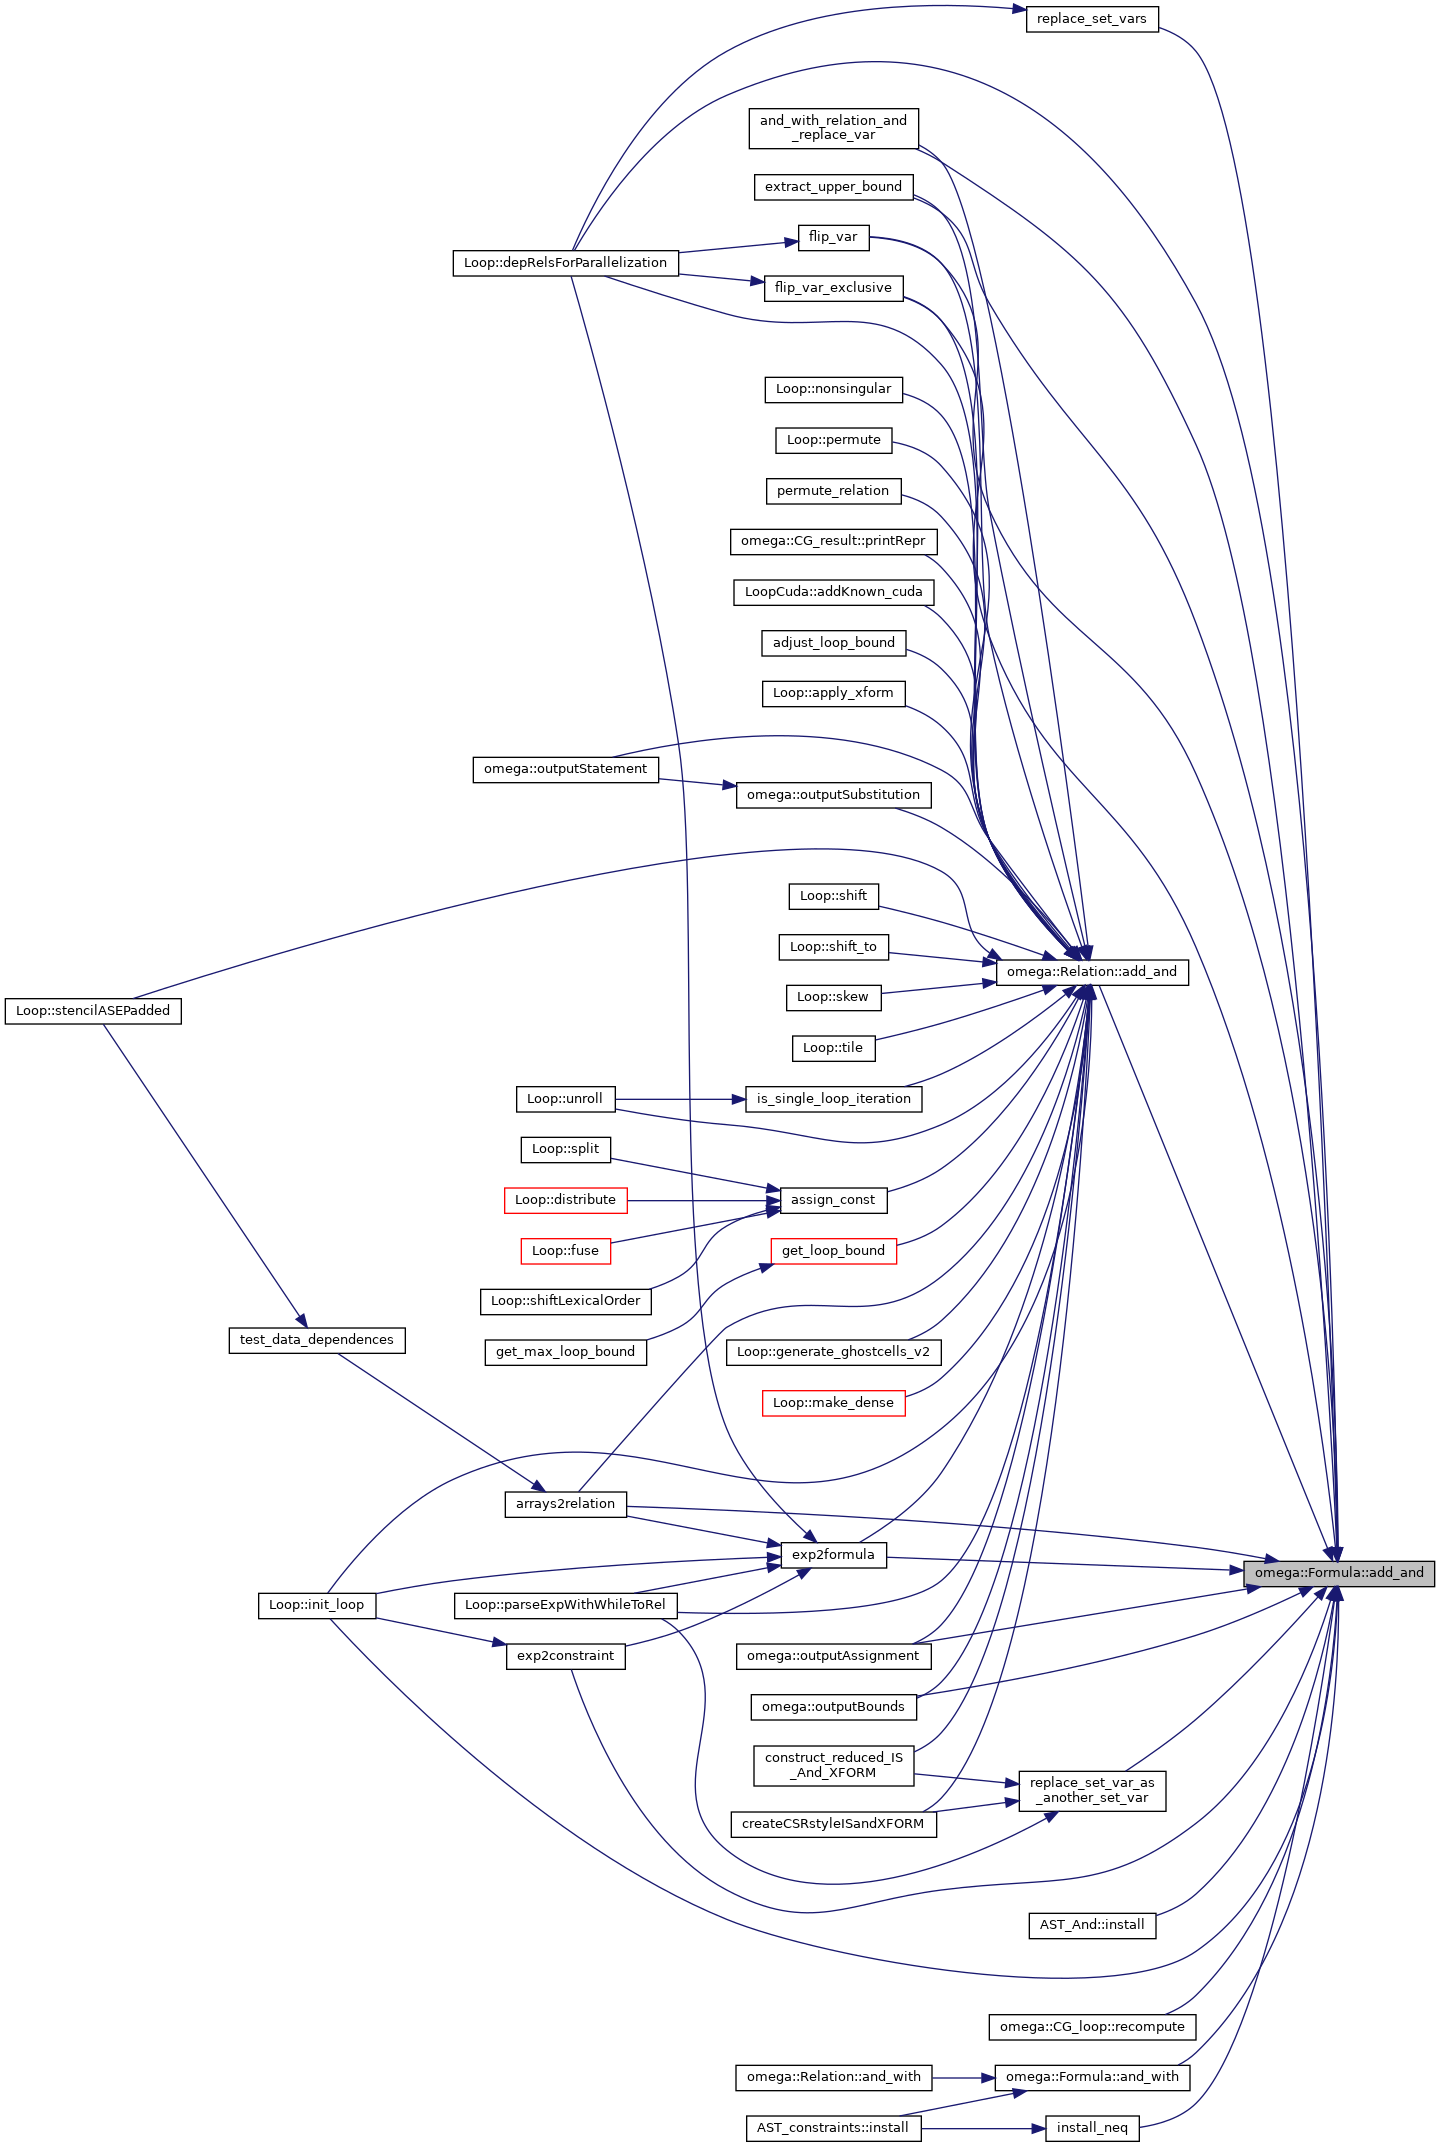 replace_set_vars
and_with_relation_and
_replace_var
extract_upper_bound
flip_var
Loop::depRelsForParallelization
flip_var_exclusive
Loop::nonsingular
Loop::permute
permute_relation
omega::CG_result::printRepr
LoopCuda::addKnown_cuda
adjust_loop_bound
Loop::apply_xform
omega::outputStatement
omega::outputSubstitution
Loop::shift
Loop::shift_to
omega::Relation::add_and
Loop::skew
Loop::stencilASEPadded
Loop::tile
Loop::unroll
is_single_loop_iteration
Loop::split
Loop::distribute
assign_const
Loop::fuse
get_loop_bound
Loop::shiftLexicalOrder
test_data_dependences
get_max_loop_bound
Loop::generate_ghostcells_v2
Loop::make_dense
arrays2relation
exp2formula
omega::Formula::add_and
Loop::init_loop
Loop::parseExpWithWhileToRel
exp2constraint
omega::outputAssignment
omega::outputBounds
construct_reduced_IS
_And_XFORM
replace_set_var_as
_another_set_var
createCSRstyleISandXFORM
AST_And::install
omega::CG_loop::recompute
omega::Relation::and_with
omega::Formula::and_with
AST_constraints::install
install_neq